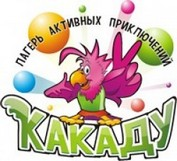 ЛАГЕРЬ АКТИВНЫХ ПРИКЛЮЧЕНИЙ
КАКАДУ